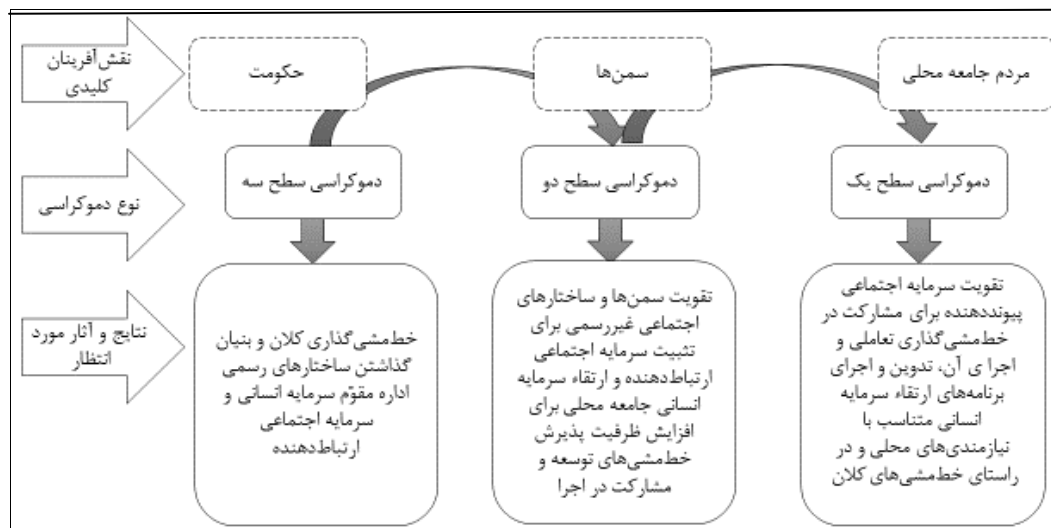 نقش‌آفرینان
کلیدی
مردم جامعه محلی
سمن‌ها
حکومت
نوع دموکراسی
دموکراسی سطح یک
دموکراسی سطح دو
دموکراسی سطح سه
نتایج و آثار مورد
انتظار
تقویت سرمایه اجتماعی
پیونددهنده برای مشارکت در
خط‌مشی‌گذاری تعاملی و
اجرا ی آن، تدوین و اجرای
برنامه‌های ارتقاء سرمایه
انسانی متناسب با
نیازمندی‌های محلی و در
راستای خط‌مشی‌های کلان
تقویت سمن‌ها و ساختارهای
اجتماعی غیررسمی برای
تثبیت سرمایه اجتماعی
ارتباط‌دهنده و ارتقاء سرمایه
انسانی جامعه محلی برای
افزایش ظرفیت پذیرش
خط‌مشی‌های توسعه و
مشارکت در اجرا
خط‌مشی‌گذاری کلان و بنیان
گذاشتن ساختارهای رسمی
اداره مقوّم سرمایه انسانی و
سرمایه اجتماعی
ارتباط‌دهنده